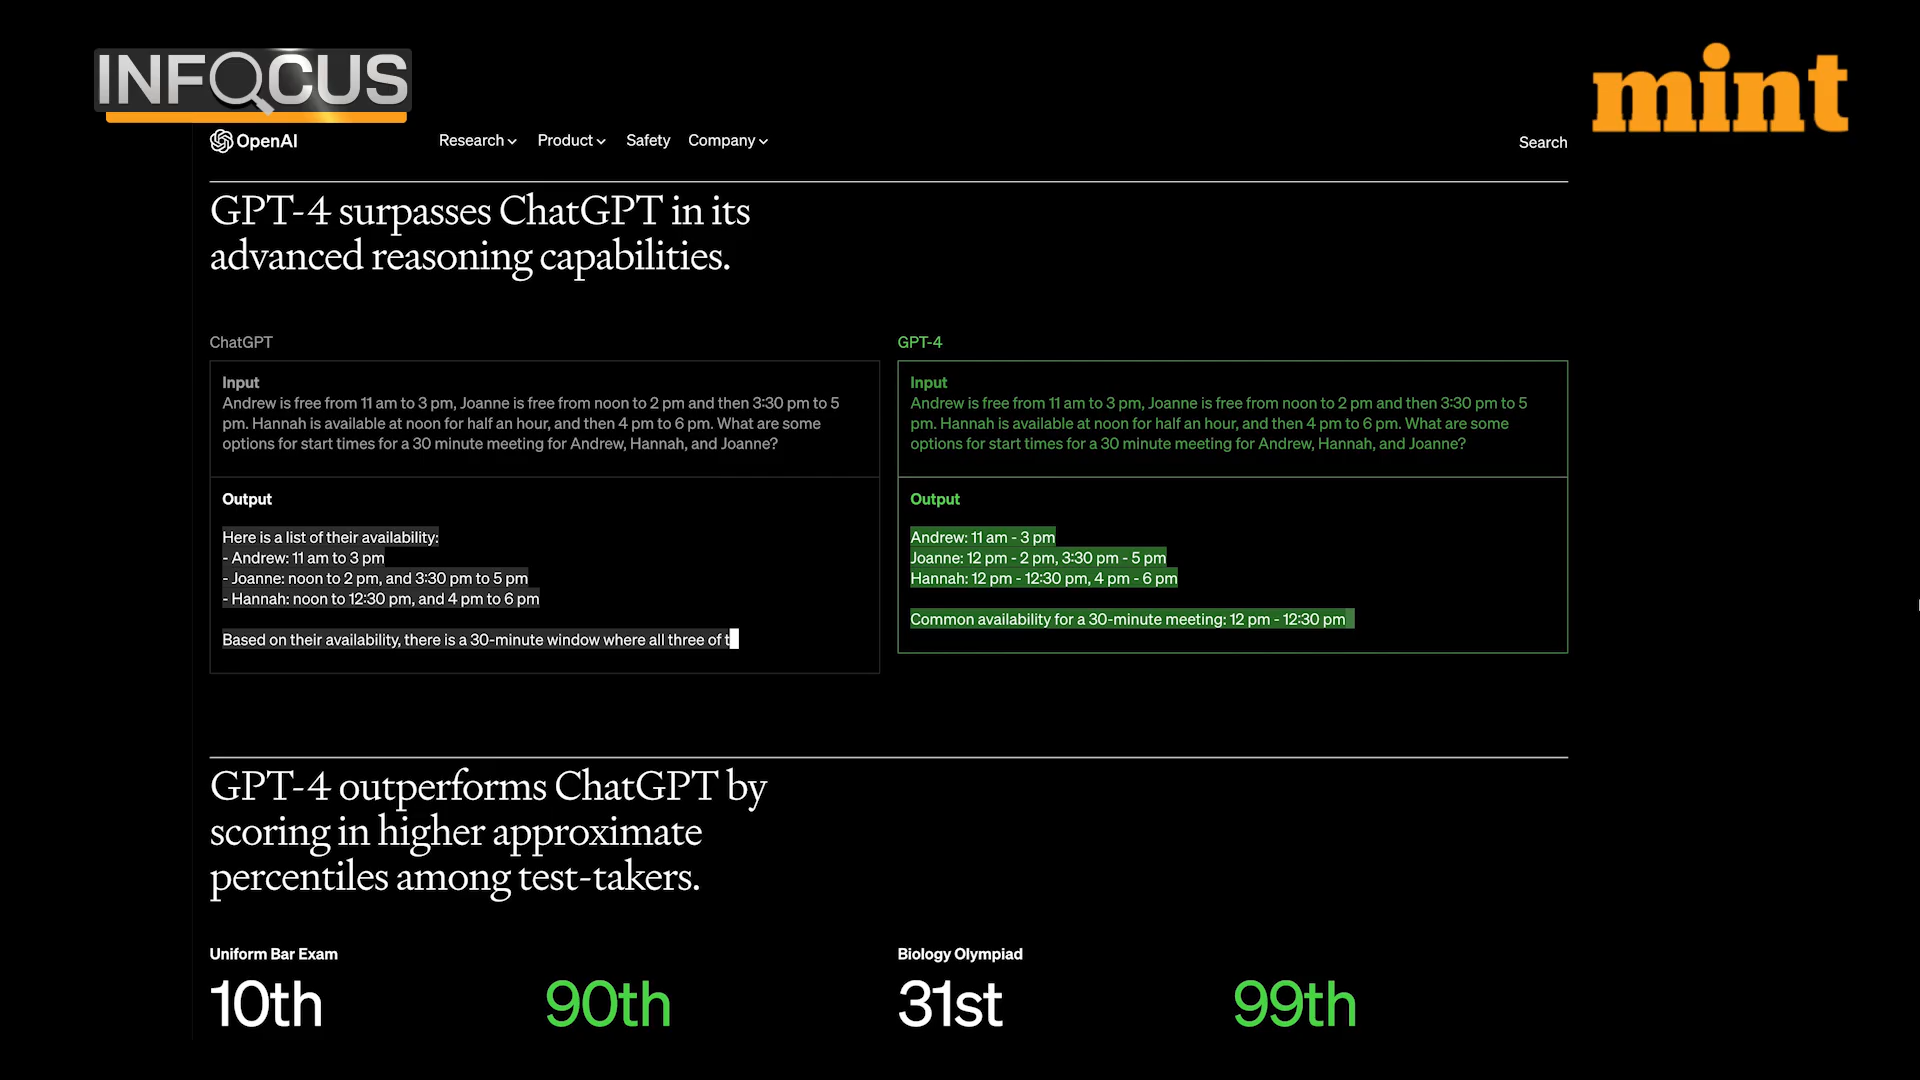 INFOCUS
mint
OpenAI
Research
Product
Safety
Company
Search
GPT-4 surpasses ChatGPT in its
advanced reasoning capabilities.
ChatGPT
Input
Andrew is free from 11 am to 3 pm, Joanne is free from noon to 2 pm and then 3:30 pm to 5
pm. Hannah is available at noon for half an hour, and then 4 pm to 6 pm. What are some
options for start times for a 30 minute meeting for Andrew, Hannah, and Joanne?
Output
Here is a list of their availability:
- Andrew: 11 am to 3 pm
- Joanne: noon to 2 pm, and 3:30 pm to 5 pm
- Hannah: noon to 12:30 pm, and 4 pm to 6 pm
Based on their availability, there is a 30-minute window where all three of t
GPT-4
Input
Andrew is free from 11 am to 3 pm, Joanne is free from noon to 2 pm and then 3:30 pm to 5
pm. Hannah is available at noon for half an hour, and then 4 pm to 6 pm. What are some
options for start times for a 30 minute meeting for Andrew, Hannah, and Joanne?
Output
Andrew: 11 am - 3 pm
Joanne: 12 pm - 2 pm, 3:30 pm - 5 pm
Hannah: 12 pm - 12:30 pm, 4 pm - 6 pm
Common availability for a 30-minute meeting: 12 pm - 12:30 pm
GPT-4 outperforms ChatGPT by
scoring in higher approximate
percentiles among test-takers.
Uniform Bar Exam
10th 90th
Biology Olympiad
31st 99th